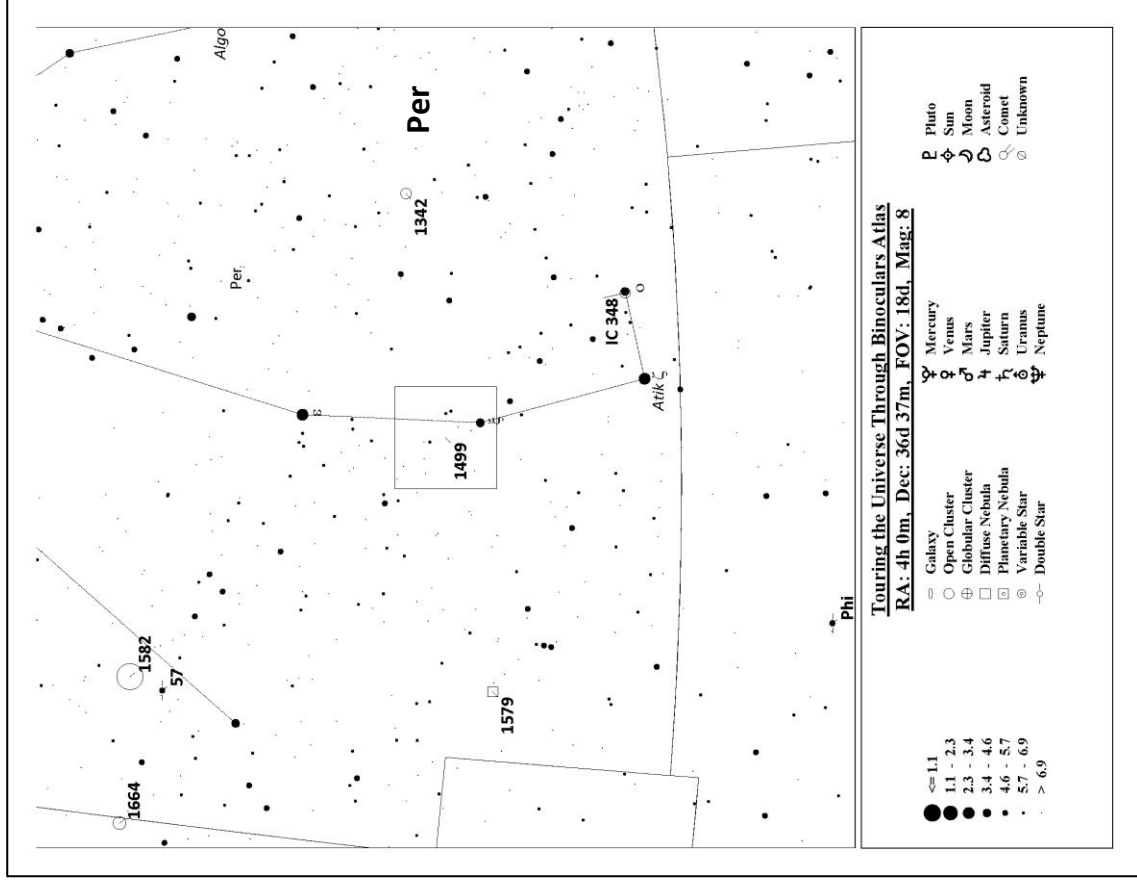 Algo
Per
1342
Per
IC 348
ο
Atik ζ
ε
1499
1582
57
1579
1664
Phi
Touring the Universe Through Binoculars Atlas
RA: 4h 0m, Dec: 36d 37m, FOV: 18d, Mag: 8
<= 1.1
1.1 - 2.3
2.3 - 3.4
3.4 - 4.6
4.6 - 5.7
5.7 - 6.9
> 6.9
Galaxy
Open Cluster
Globular Cluster
Diffuse Nebula
Planetary Nebula
Variable Star
Double Star
Mercury
Venus
Mars
Jupiter
Saturn
Uranus
Neptune
Pluto
Sun
Moon
Asteroid
Comet
Unknown